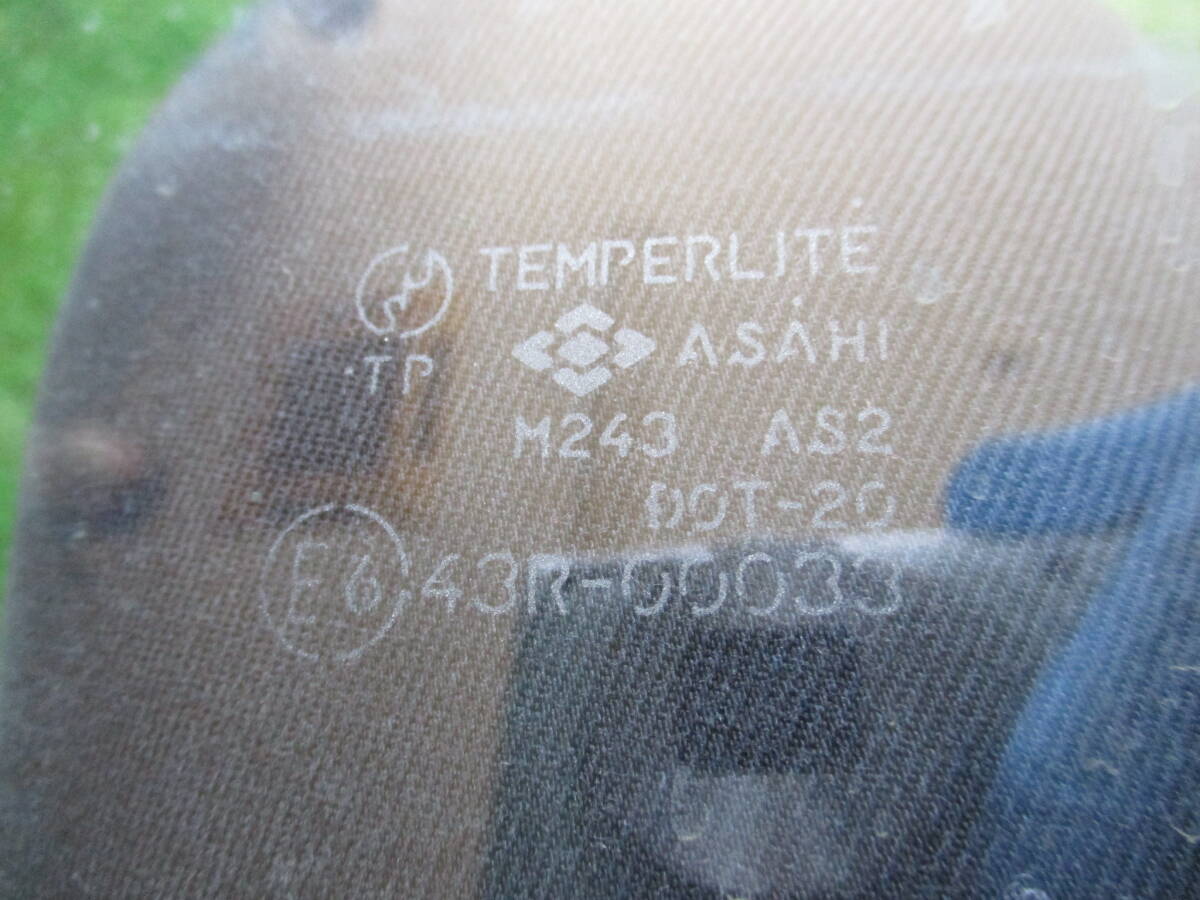 TEMPERLITE
TP ASAHI
M243 AS2
DOT-20
E6 43R-00033